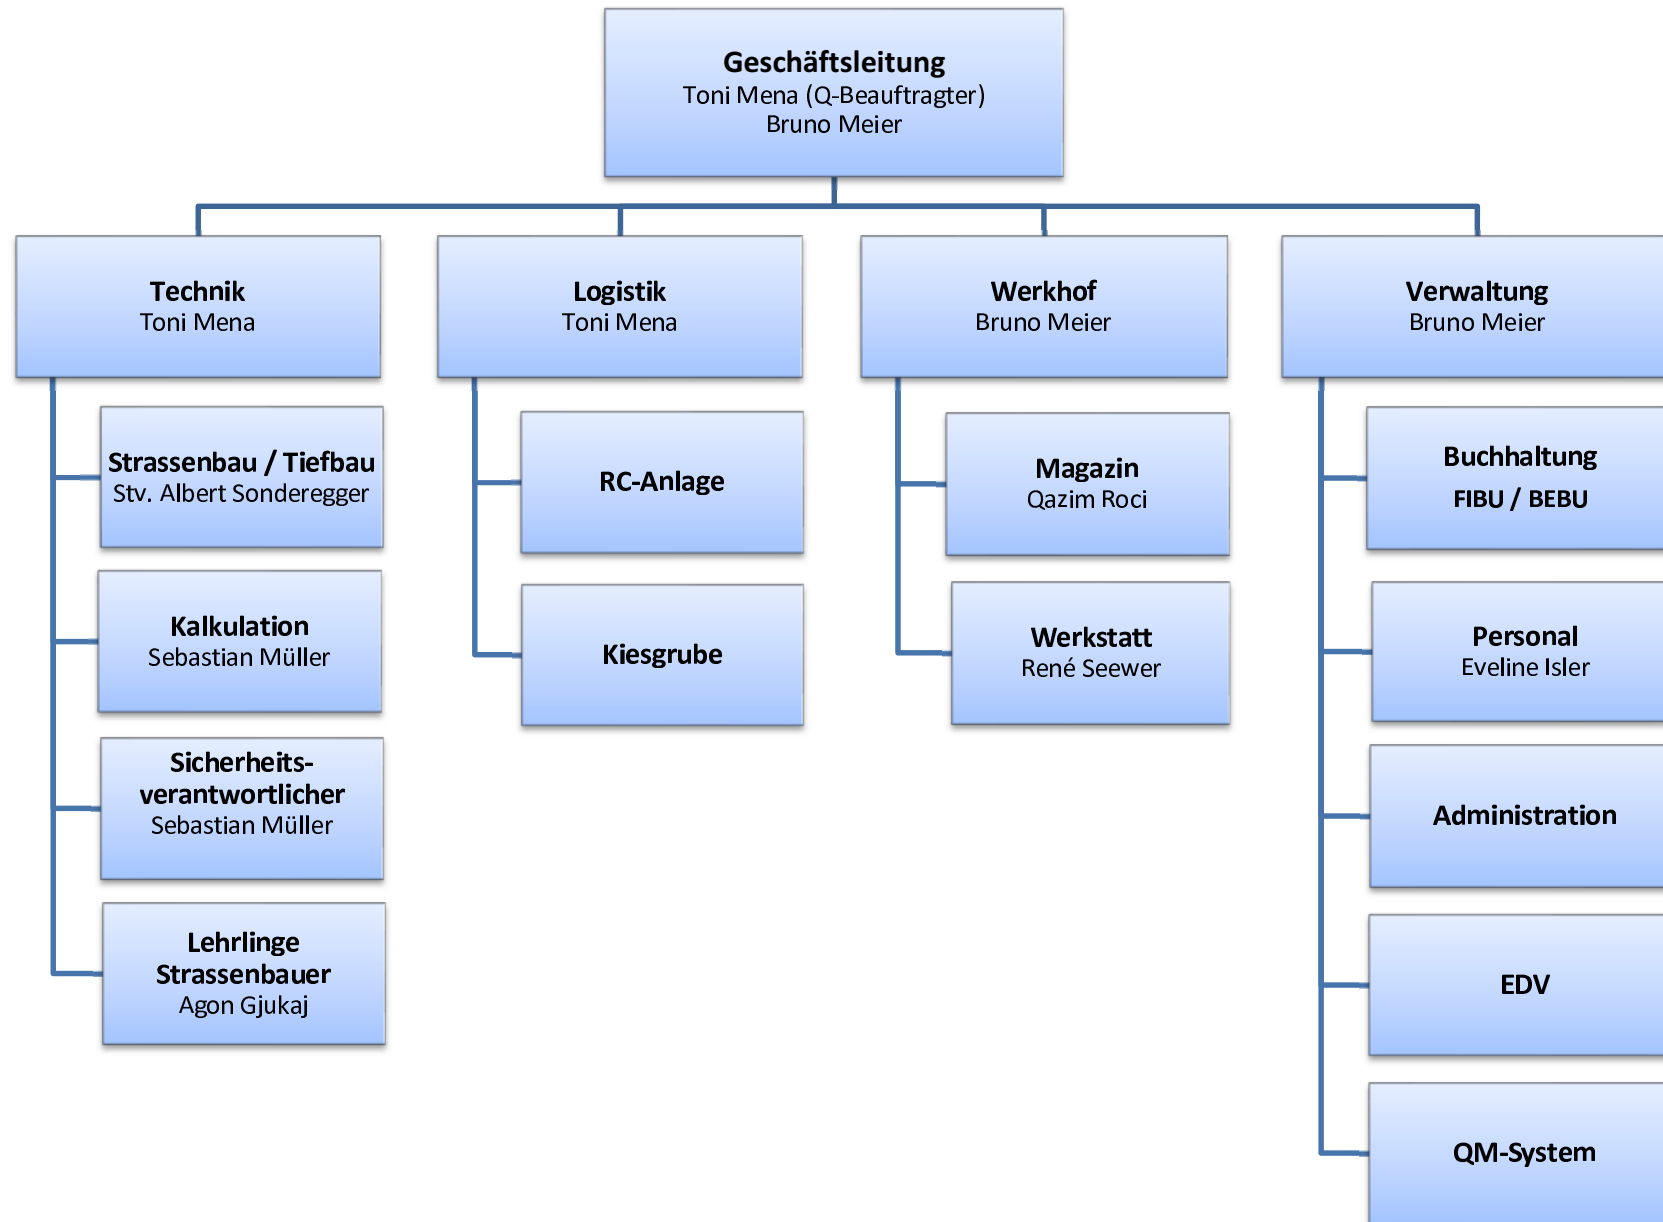 Geschäftsleitung
Toni Mena (Q-Beauftragter)
Bruno Meier
Technik
Toni Mena
Logistik
Toni Mena
Werkhof
Bruno Meier
Verwaltung
Bruno Meier
Strassenbau / Tiefbau
Stv. Albert Sonderegger
Kalkulation
Sebastian Müller
Sicherheits-
verantwortlicher
Sebastian Müller
Lehrlinge
Strassenbauer
Agon Gjukaj
RC-Anlage
Kiesgrube
Magazin
Qazim Roci
Werkstatt
René Seewer
Buchhaltung
FIBU / BEBU
Personal
Eveline Isler
Administration
EDV
QM-System